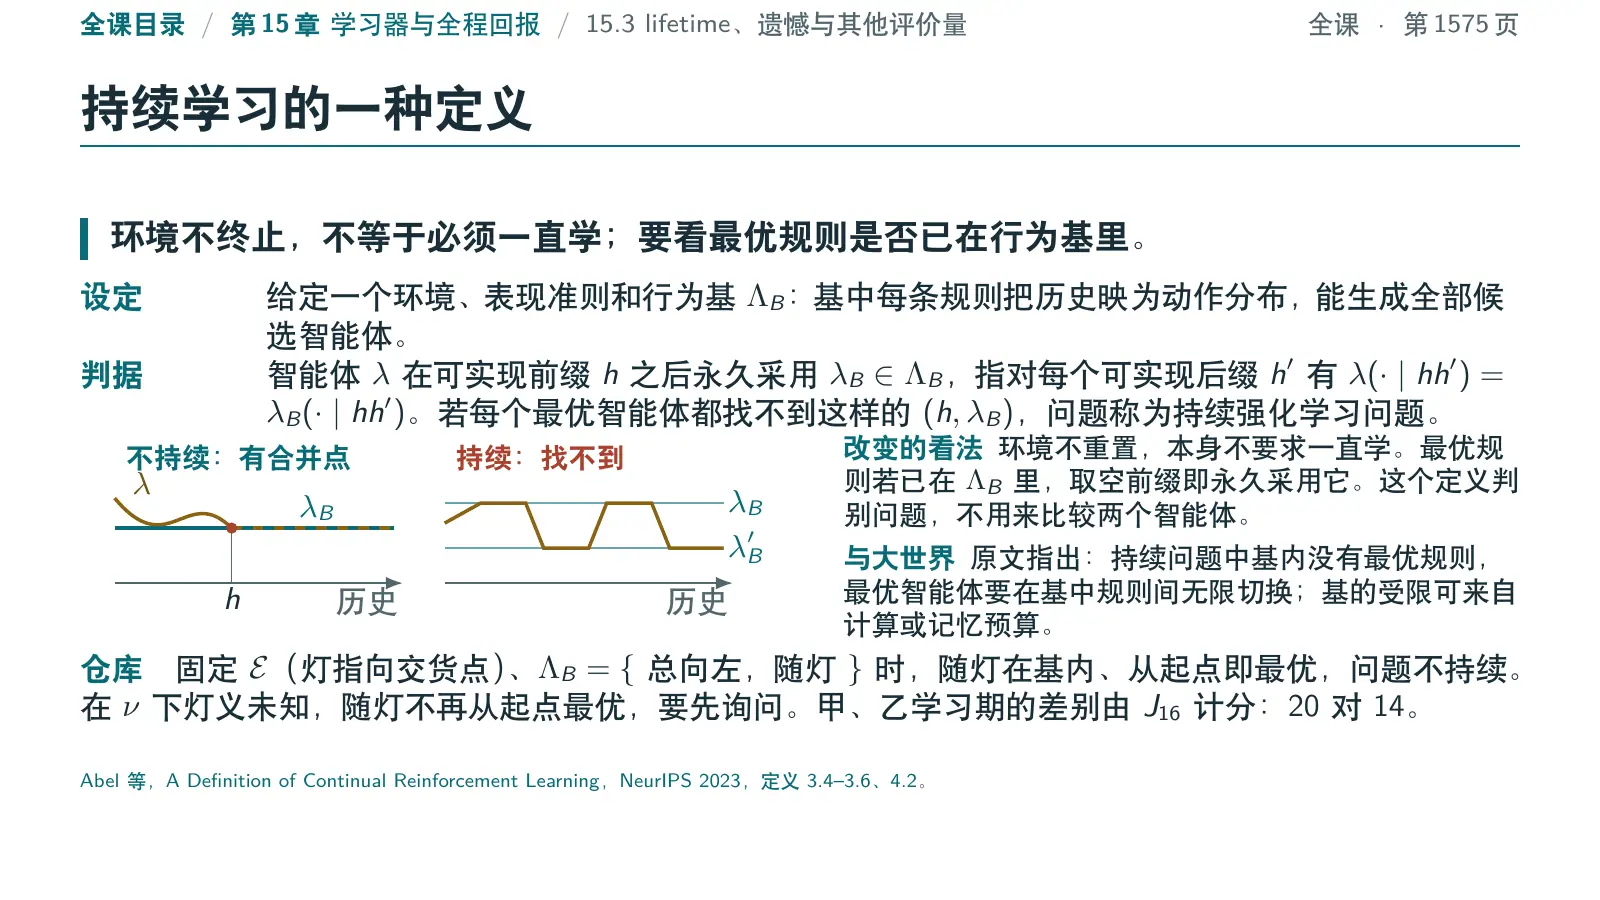 全课目录 / 第 15 章 学习器与全程回报 / 15.3 lifetime、遗憾与其他评价量
全课 · 第 1575 页
持续学习的一种定义
环境不终止，不等于必须一直学；要看最优规则是否已在行为基里。
设定 给定一个环境、表现准则和行为基 Λ_B：基中每条规则把历史映为动作分布，能生成全部候
选智能体。
判据 智能体 λ 在可实现前缀 h 之后永久采用 λ_B ∈ Λ_B，指对每个可实现后缀 h′ 有 λ(· | hh′) =
λ_B(· | hh′)。若每个最优智能体都找不到这样的 (h, λ_B)，问题称为持续强化学习问题。
不持续：有合并点
λ
λ_B
h
历史
持续：找不到
λ_B
λ′_B
历史
改变的看法 环境不重置，本身不要求一直学。最优规
则若已在 Λ_B 里，取空前缀即永久采用它。这个定义判
别问题，不用来比较两个智能体。
与大世界 原文指出：持续问题中基内没有最优规则，
最优智能体要在基中规则间无限切换；基的受限可来自
计算或记忆预算。
仓库 固定 ℰ（灯指向交货点）、Λ_B = { 总向左，随灯 } 时，随灯在基内、从起点即最优，问题不持续。
在 ν 下灯义未知，随灯不再从起点最优，要先询问。甲、乙学习期的差别由 J₁₆ 计分：20 对 14。
Abel 等，A Definition of Continual Reinforcement Learning，NeurIPS 2023，定义 3.4–3.6、4.2。